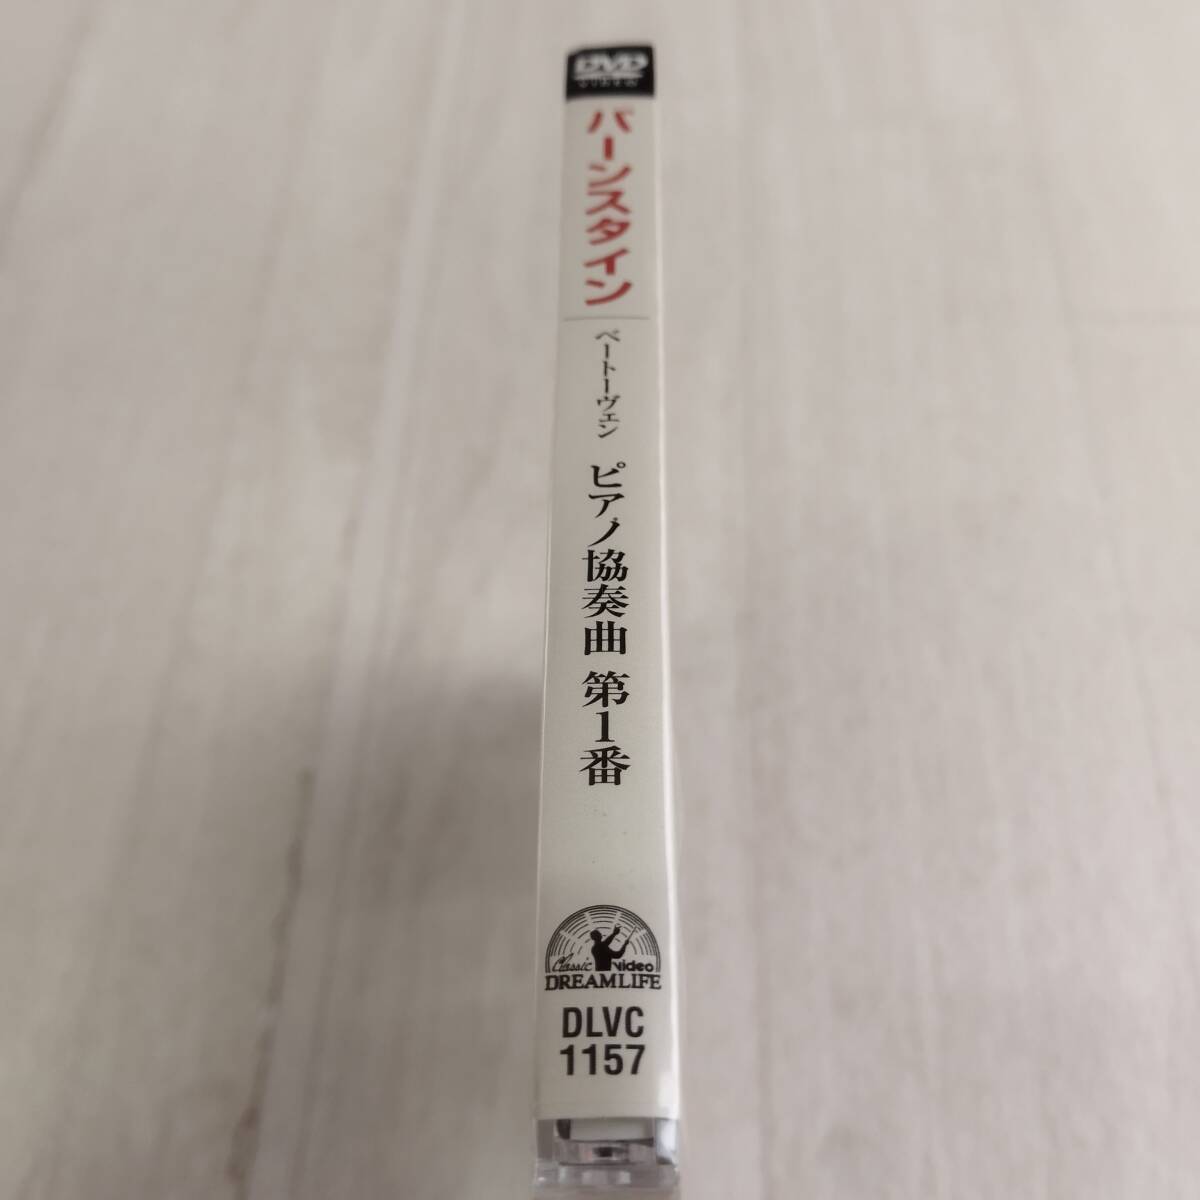 DVD
VIDEO
バーンスタイン
ベートーヴェン
ピアノ協奏曲 第1番
Classic Video
DREAMLIFE
DLVC
1157